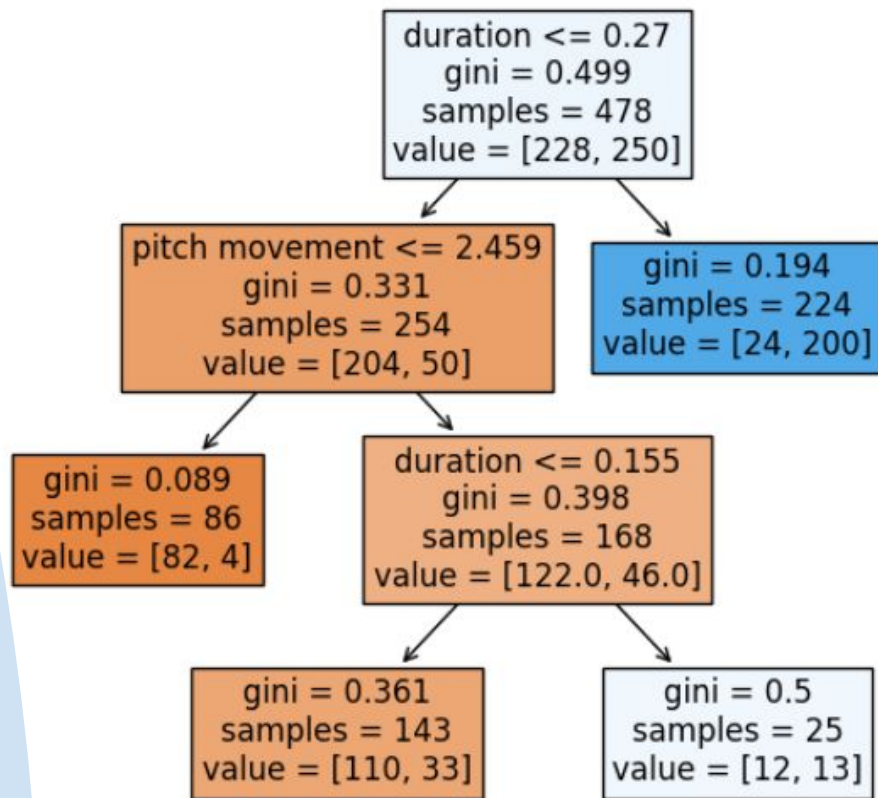 duration <= 0.27
gini = 0.499
samples = 478
value = [228, 250]
pitch movement <= 2.459
gini = 0.331
samples = 254
value = [204, 50]
gini = 0.194
samples = 224
value = [24, 200]
gini = 0.089
samples = 86
value = [82, 4]
duration <= 0.155
gini = 0.398
samples = 168
value = [122.0, 46.0]
gini = 0.361
samples = 143
value = [110, 33]
gini = 0.5
samples = 25
value = [12, 13]